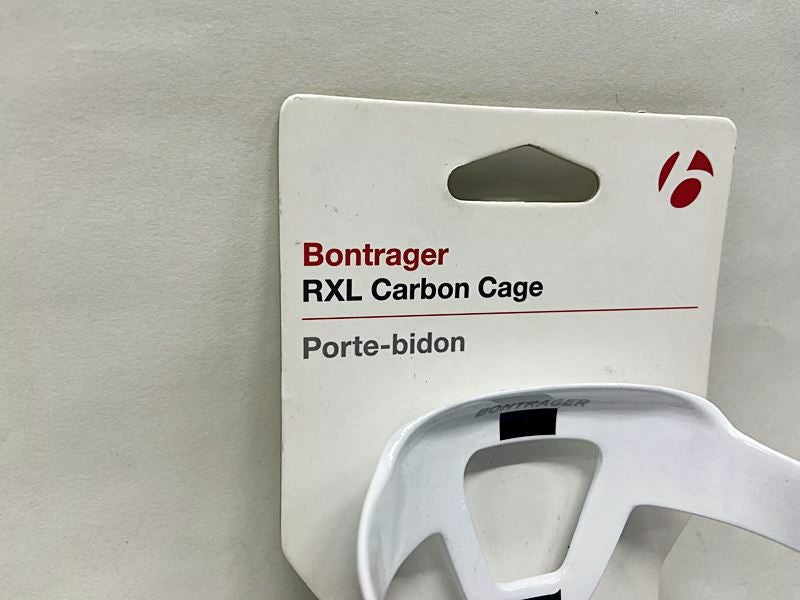 Bontrager
RXL Carbon Cage
Porte-bidon
BONTRAGER